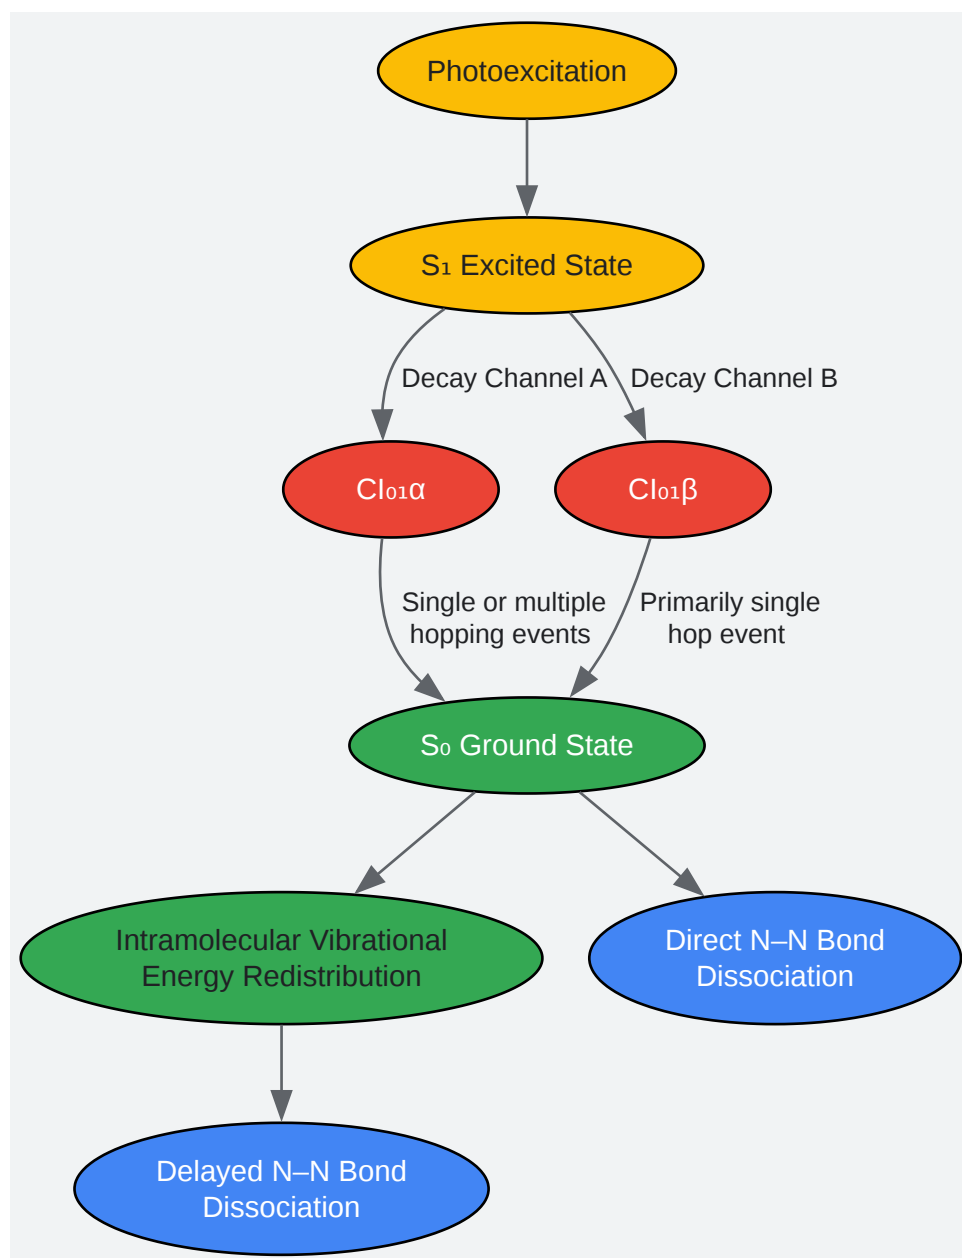 Photoexcitation
S₁ Excited State
Decay Channel A
Decay Channel B
CI₀₁α
CI₀₁β
Single or multiple
hopping events
Primarily single
hop event
S₀ Ground State
Intramolecular Vibrational
Energy Redistribution
Direct N–N Bond
Dissociation
Delayed N–N Bond
Dissociation